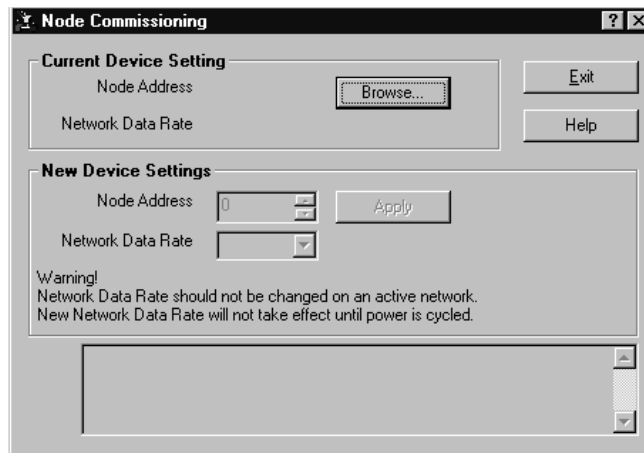 Node Commissioning
Current Device Setting
Node Address
Browse...
Network Data Rate
Exit
Help
New Device Settings
Node Address
0
Apply
Network Data Rate
Warning!
Network Data Rate should not be changed on an active network.
New Network Data Rate will not take effect until power is cycled.